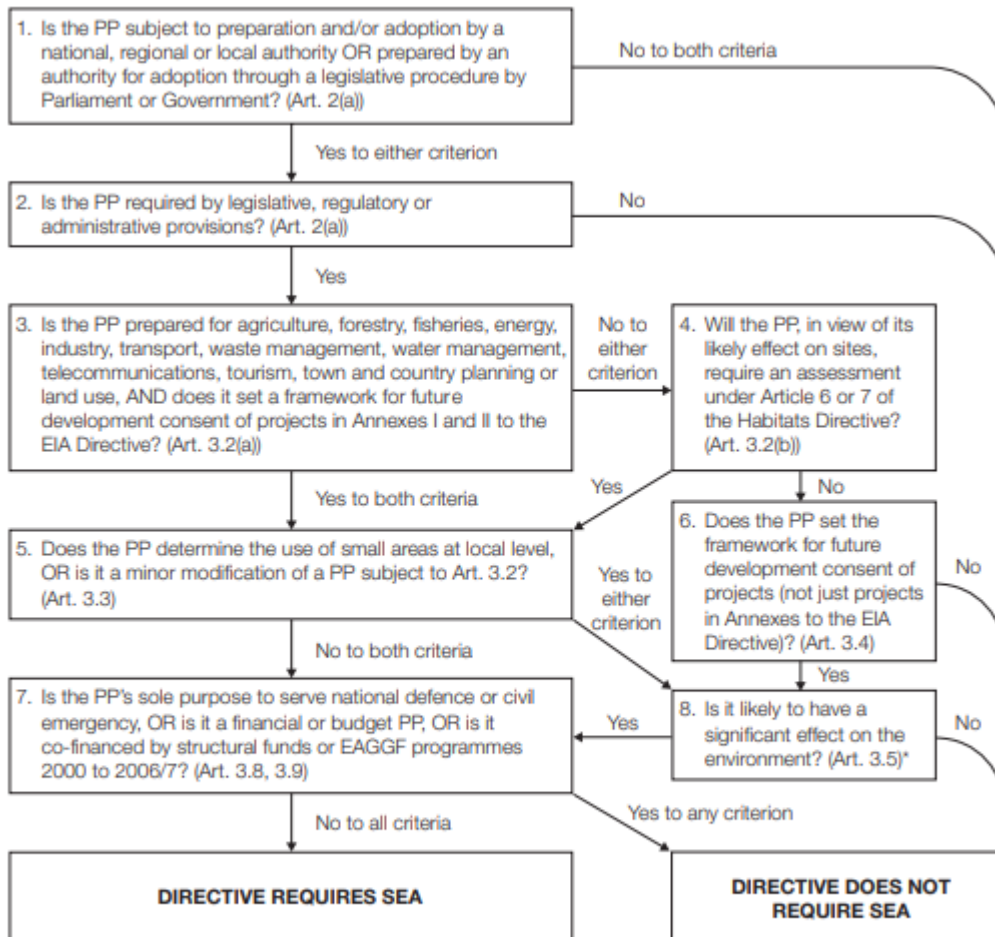 1. Is the PP subject to preparation and/or adoption by a
national, regional or local authority OR prepared by an
authority for adoption through a legislative procedure by
Parliament or Government? (Art. 2(a))
No to both criteria
Yes to either criterion
2. Is the PP required by legislative, regulatory or
administrative provisions? (Art. 2(a))
No
Yes
3. Is the PP prepared for agriculture, forestry, fisheries, energy,
industry, transport, waste management, water management,
telecommunications, tourism, town and country planning or
land use, AND does it set a framework for future
development consent of projects in Annexes I and II to the
EIA Directive? (Art. 3.2(a))
No to
either
criterion
4. Will the PP, in view of its
likely effect on sites,
require an assessment
under Article 6 or 7 of
the Habitats Directive?
(Art. 3.2(b))
Yes to both criteria
Yes
No
5. Does the PP determine the use of small areas at local level,
OR is it a minor modification of a PP subject to Art. 3.2?
(Art. 3.3)
Yes to
either
criterion
6. Does the PP set the
framework for future
development consent of
projects (not just projects
in Annexes to the EIA
Directive)? (Art. 3.4)
No
No to both criteria
Yes
7. Is the PP's sole purpose to serve national defence or civil
emergency, OR is it a financial or budget PP, OR is it
co-financed by structural funds or EAGGF programmes
2000 to 2006/7? (Art. 3.8, 3.9)
Yes
8. Is it likely to have a
significant effect on the
environment? (Art. 3.5)*
No
No to all criteria
Yes to any criterion
DIRECTIVE REQUIRES SEA
DIRECTIVE DOES NOT
REQUIRE SEA